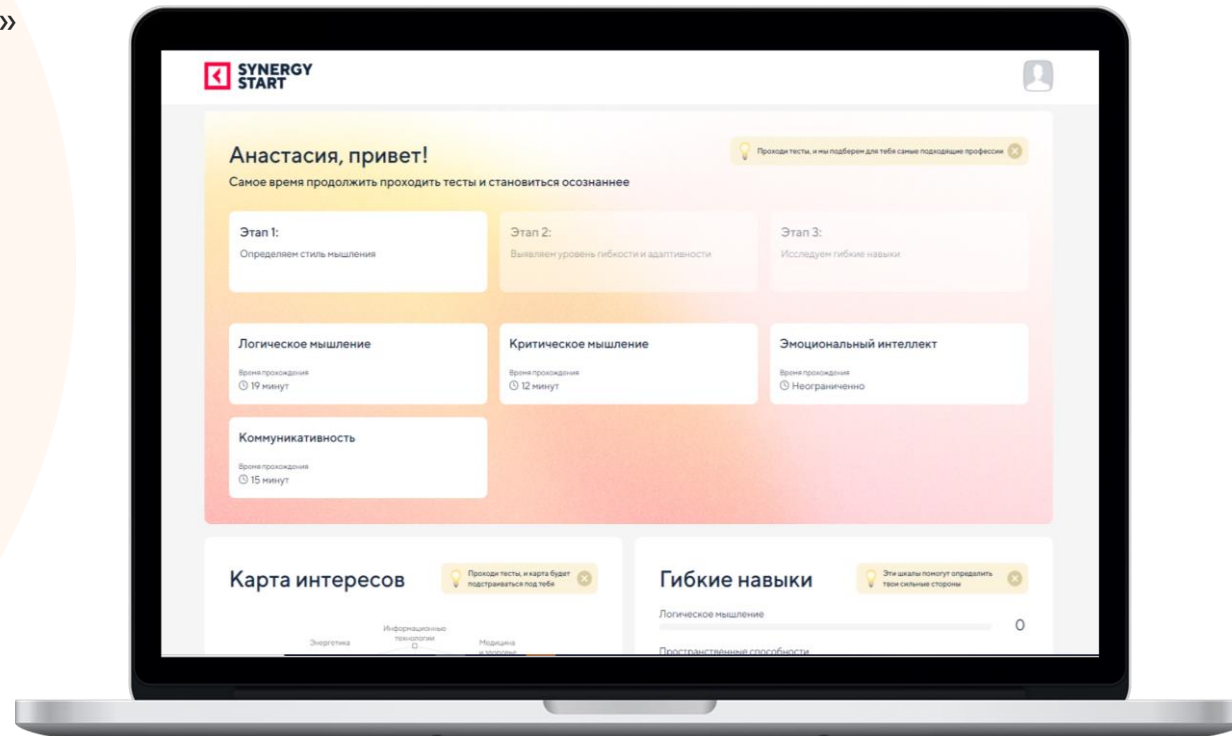 »
SYNERGY
START
Анастасия, привет!
Самое время продолжить проходить тесты и становиться осознаннее
Проходи тесты, и мы подберем для тебя самые подходящие профессии
Этап 1:
Определяем стиль мышления
Этап 2:
Выявляем уровень гибкости и адаптивности
Этап 3:
Исследуем гибкие навыки
Логическое мышление
Время прохождения
19 минут
Критическое мышление
Время прохождения
12 минут
Эмоциональный интеллект
Время прохождения
Неограниченно
Коммуникативность
Время прохождения
15 минут
Карта интересов
Проходи тесты, и карта будет
подстраиваться под тебя
Энергетика
Информационные
технологии
Медицина
и здоровье
Гибкие навыки
Эти шкалы помогут определить
твои сильные стороны
Логическое мышление
0
Пространственные способности